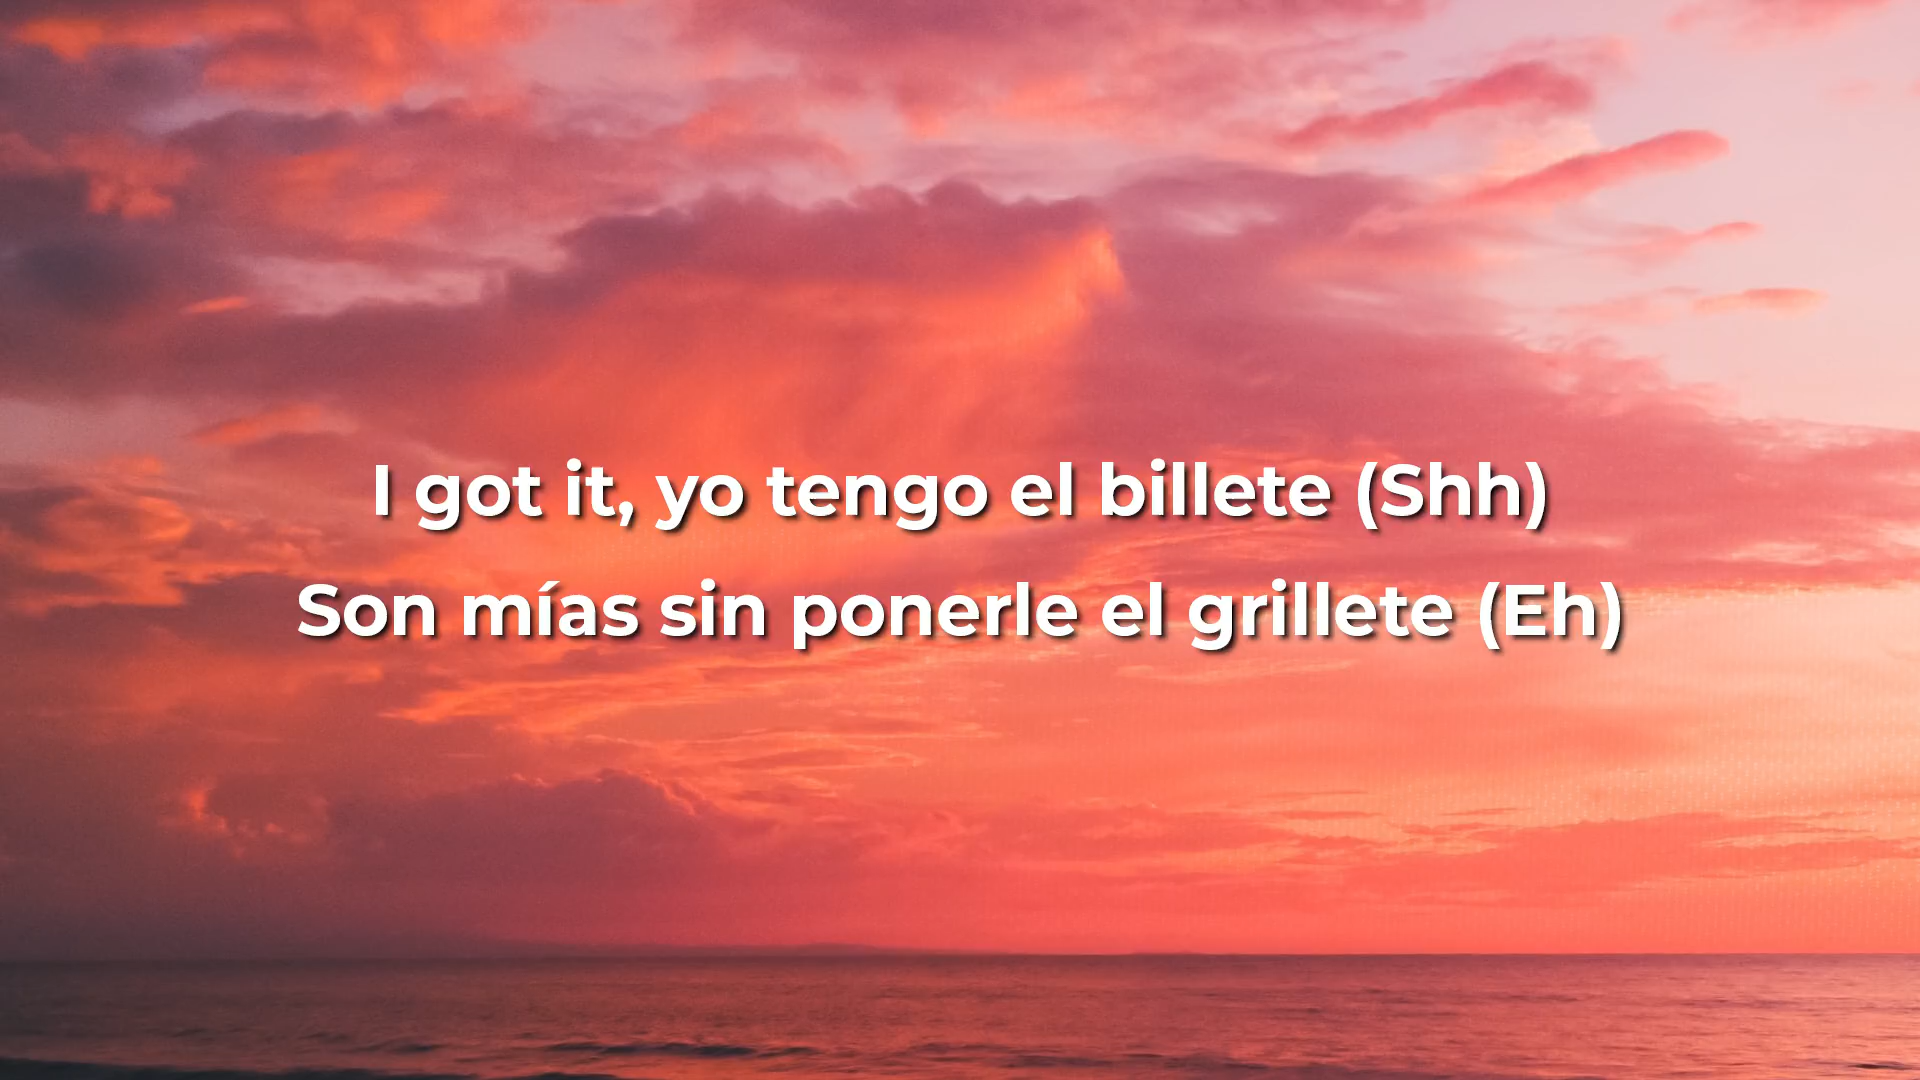 I got it, yo tengo el billete (Shh)
Son mías sin ponerle el grillete (Eh)